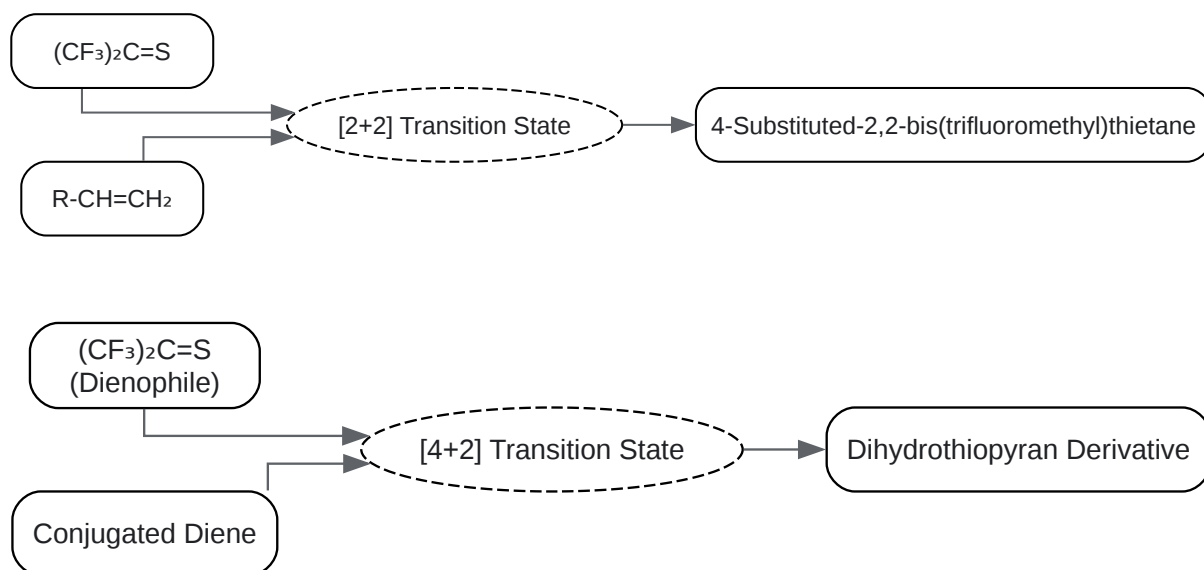 (CF₃)₂C=S
[2+2] Transition State
4-Substituted-2,2-bis(trifluoromethyl)thietane
R-CH=CH₂
(CF₃)₂C=S
(Dienophile)
[4+2] Transition State
Dihydrothiopyran Derivative
Conjugated Diene